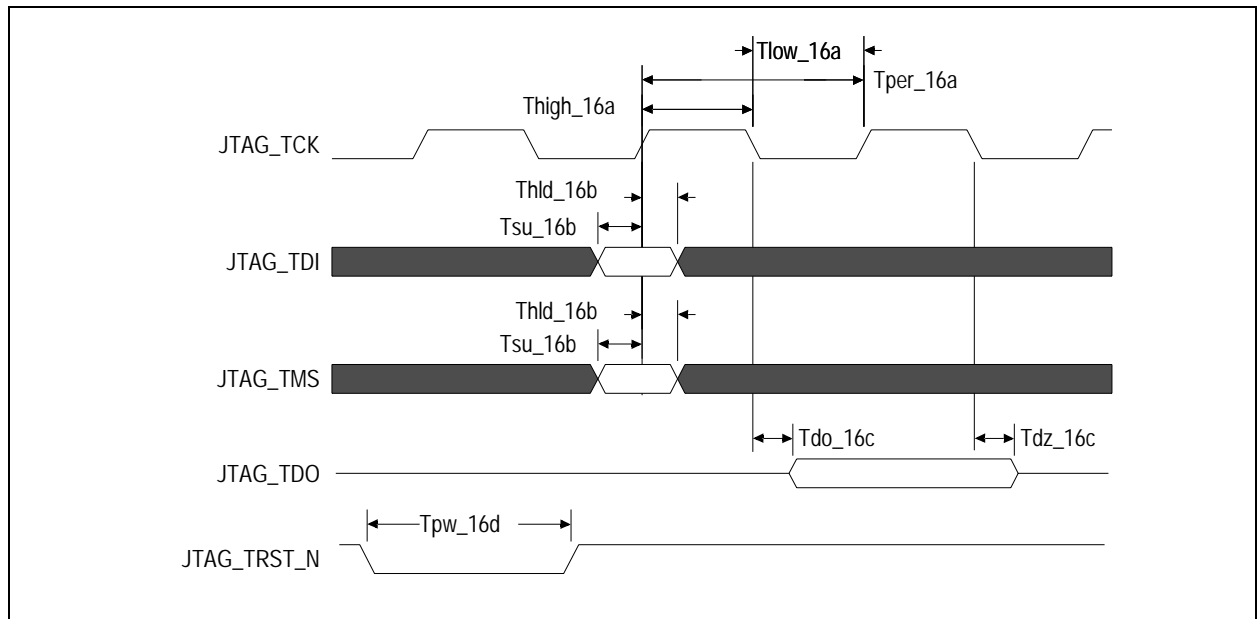 Tlow_16a
Tper_16a
Thigh_16a
JTAG_TCK
Thld_16b
Tsu_16b
JTAG_TDI
Thld_16b
Tsu_16b
JTAG_TMS
Tdo_16c
Tdz_16c
JTAG_TDO
Tpw_16d
JTAG_TRST_N